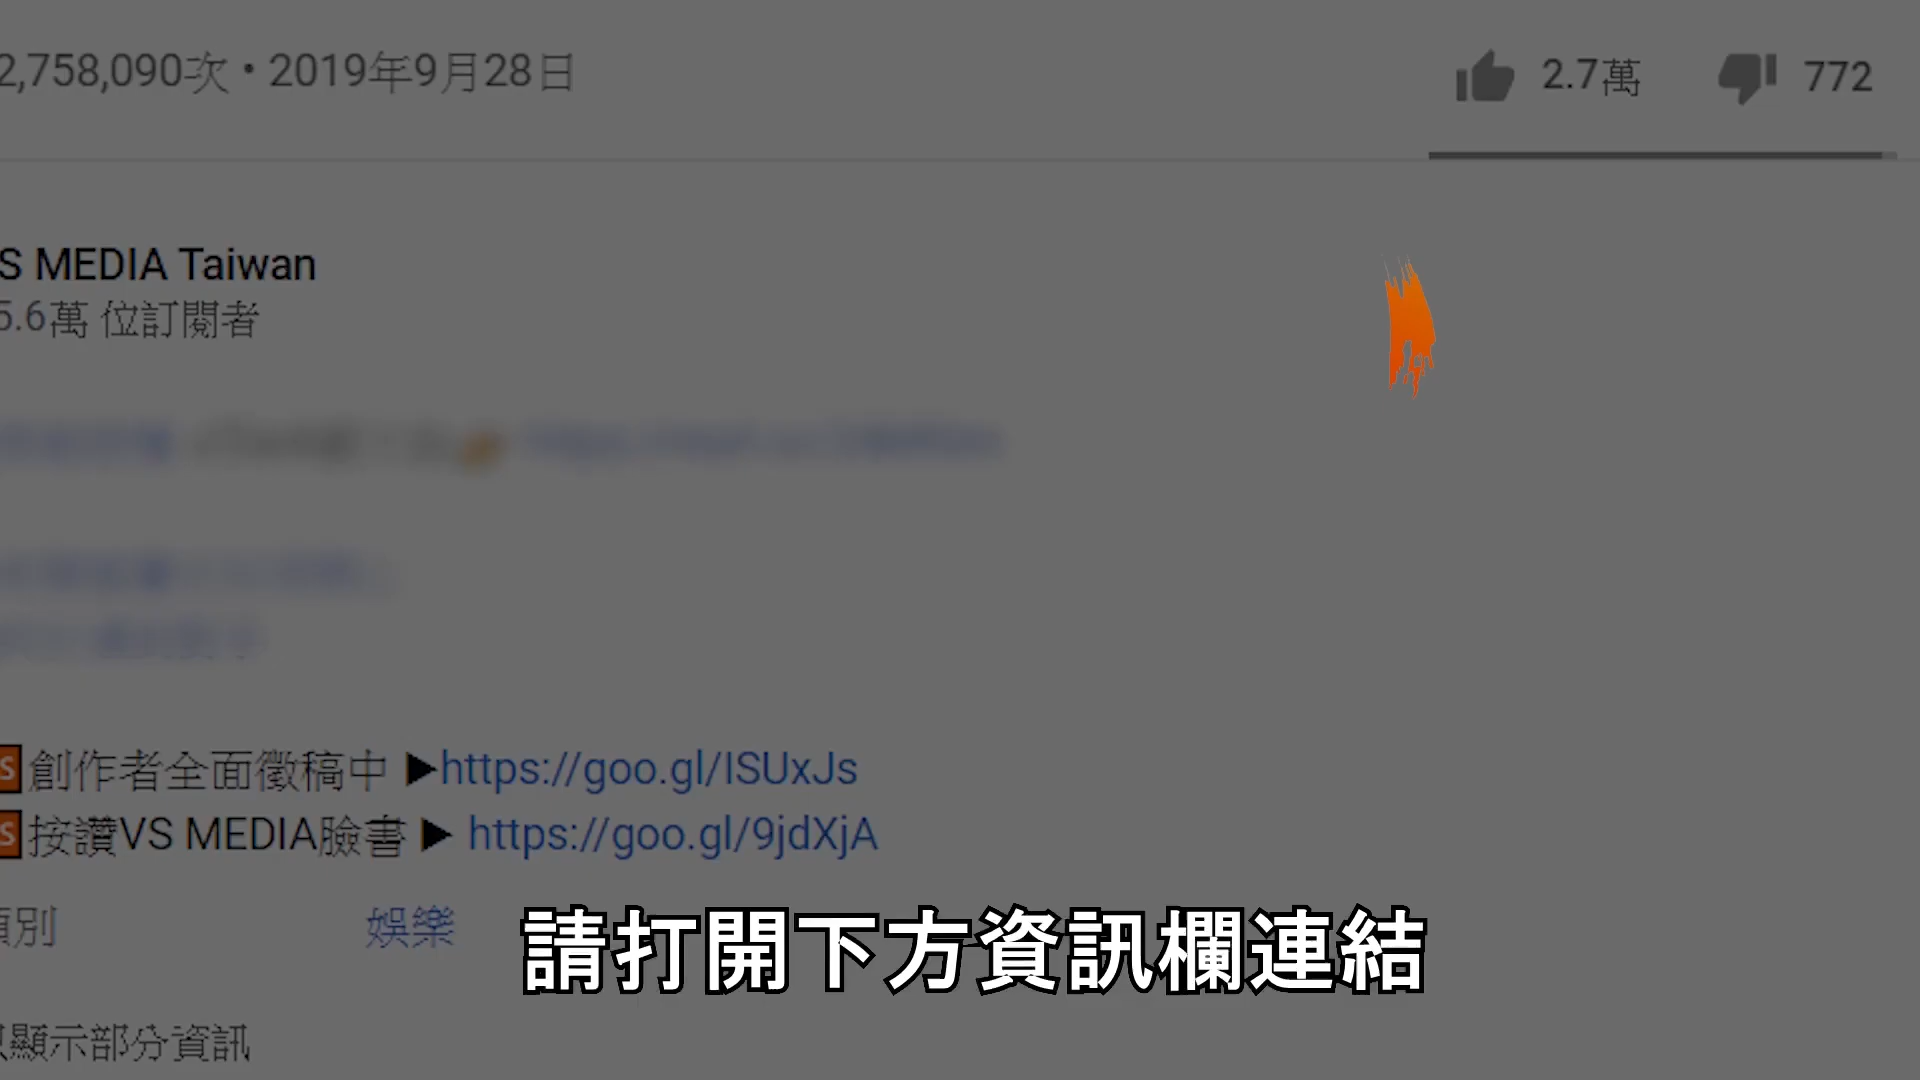 2,758,090次 • 2019年9月28日
2.7萬
772
S MEDIA Taiwan
5.6萬 位訂閱者
S創作者全面徵稿中 ▶https://goo.gl/ISUxJs
S按讚VS MEDIA臉書 ▶ https://goo.gl/9jdXjA
類別 娛樂
請打開下方資訊欄連結
只顯示部分資訊